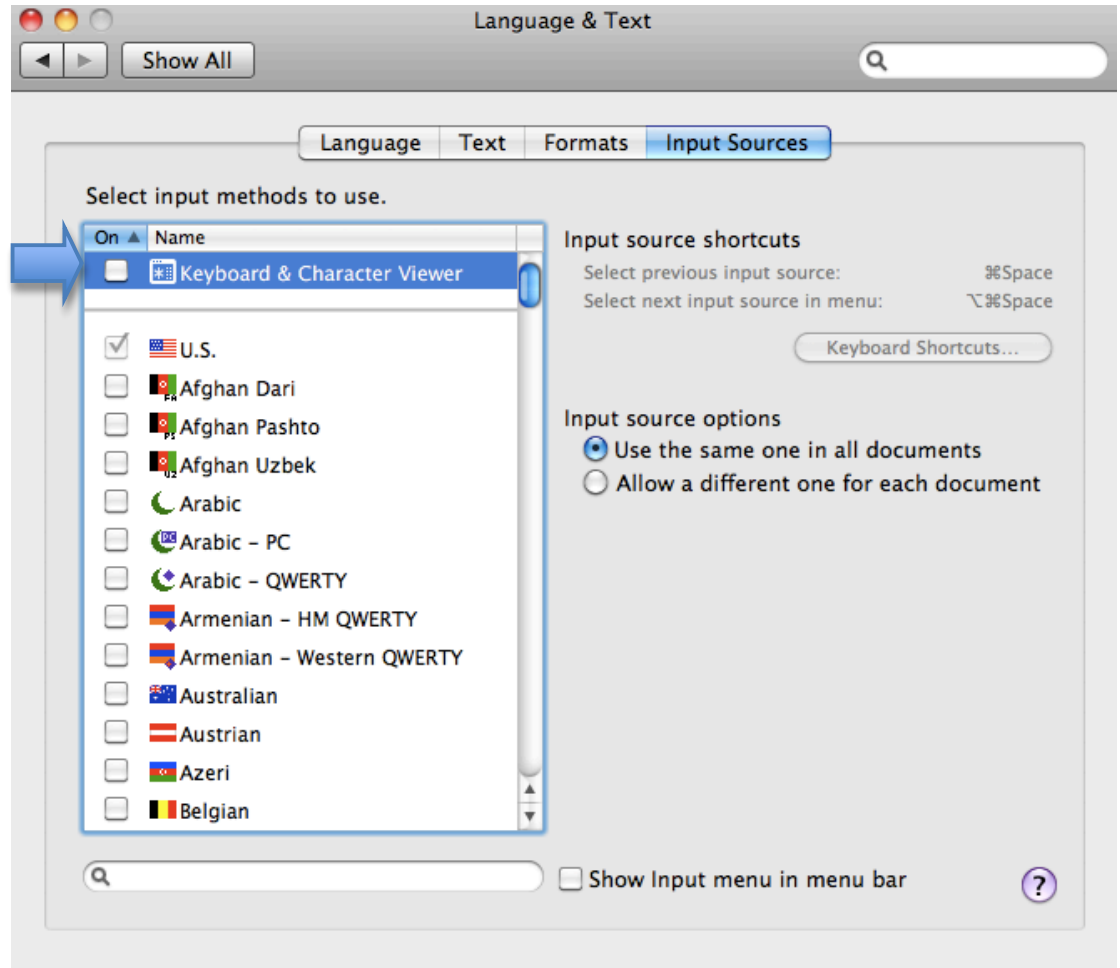 Language & Text
Show All
Language Text Formats Input Sources
Select input methods to use.
On Name
Keyboard & Character Viewer
U.S.
Afghan Dari
Afghan Pashto
Afghan Uzbek
Arabic
Arabic – PC
Arabic – QWERTY
Armenian – HM QWERTY
Armenian – Western QWERTY
Australian
Austrian
Azeri
Belgian
Input source shortcuts
Select previous input source: ⌘Space
Select next input source in menu: ⌥⌘Space
Keyboard Shortcuts...
Input source options
Use the same one in all documents
Allow a different one for each document
Show Input menu in menu bar
?